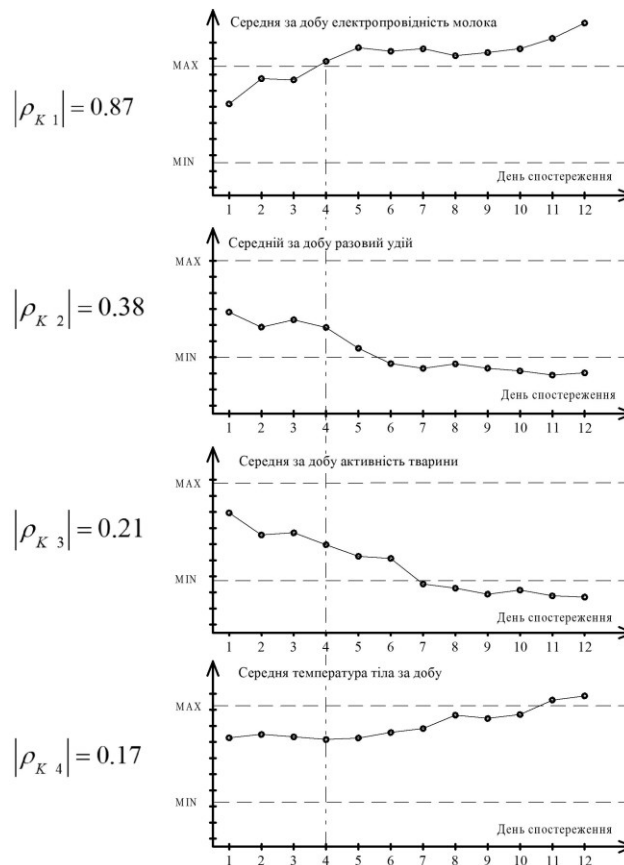 Середня за добу електропровідність молока
MAX
|ρK 1| = 0.87
MIN
День спостереження
1 2 3 4 5 6 7 8 9 10 11 12
Середній за добу разовий удій
MAX
|ρK 2| = 0.38
MIN
День спостереження
1 2 3 4 5 6 7 8 9 10 11 12
Середня за добу активність тварини
MAX
|ρK 3| = 0.21
MIN
День спостереження
1 2 3 4 5 6 7 8 9 10 11 12
Середня температура тіла за добу
MAX
|ρK 4| = 0.17
MIN
День спостереження
1 2 3 4 5 6 7 8 9 10 11 12